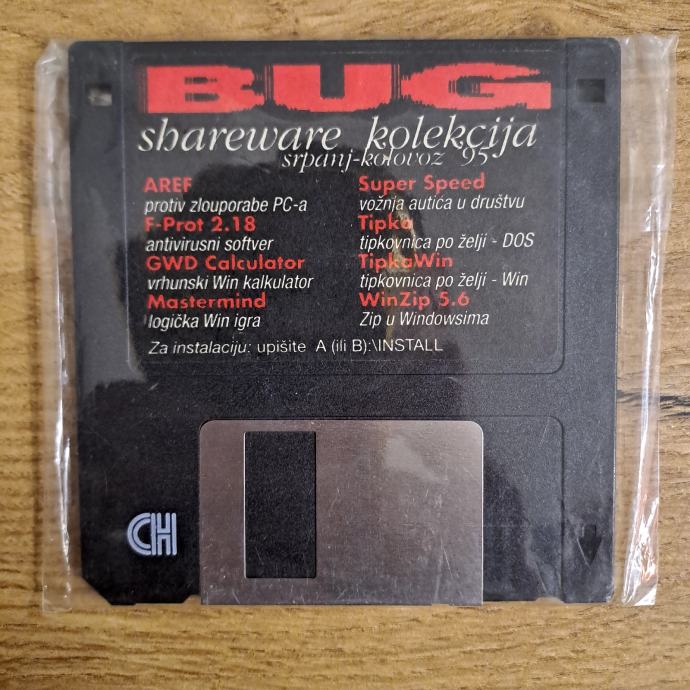 BUG
shareware kolekcija
srpanj-kolovoz '95
AREF
protiv zlouporabe PC-a
F-Prot 2.18
antivirusni softver
GWD Calculator
vrhunski Win kalkulator
Mastermind
logička Win igra
Super Speed
vožnja autića u društvu
Tipka
tipkovnica po želji - DOS
TipkaWin
tipkovnica po želji - Win
WinZip 5.6
Zip u Windowsima
Za instalaciju: upišite A (ili B):\INSTALL
CH